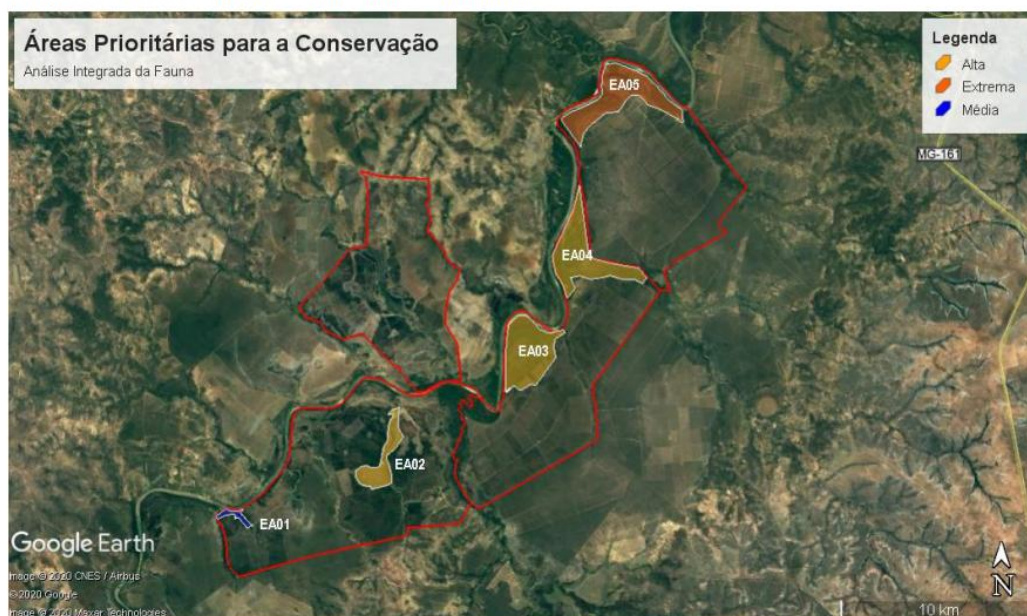 Áreas Prioritárias para a Conservação
Análise Integrada da Fauna
Legenda
Alta
Extrema
Média
EA05
MG-161
EA04
EA03
EA02
EA01
Google Earth
Image © 2020 CNES / Airbus
© 2020 Google
Image © 2020 Maxar Technologies
N
10 km